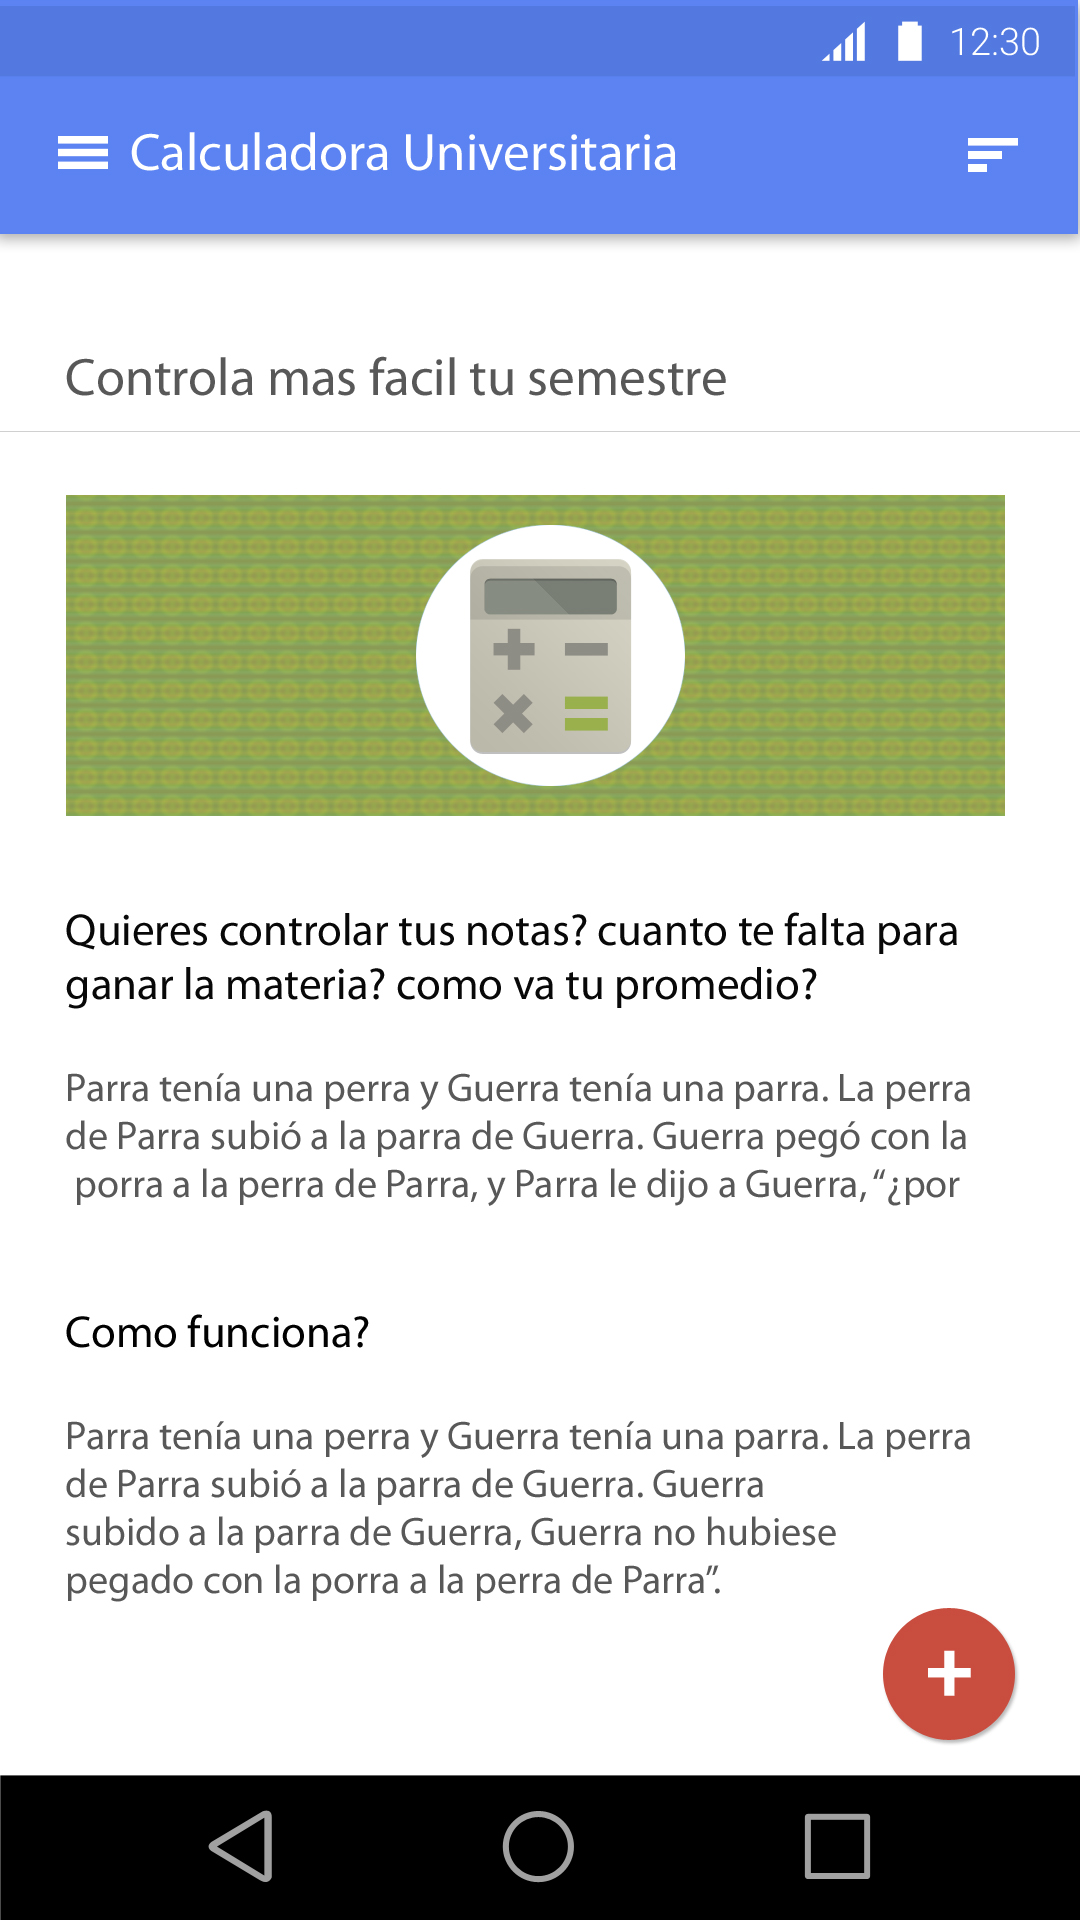 12:30
Calculadora Universitaria
Controla mas facil tu semestre
Quieres controlar tus notas? cuanto te falta para
ganar la materia? como va tu promedio?
Parra tenía una perra y Guerra tenía una parra. La perra
de Parra subió a la parra de Guerra. Guerra pegó con la
porra a la perra de Parra, y Parra le dijo a Guerra, “¿por
Como funciona?
Parra tenía una perra y Guerra tenía una parra. La perra
de Parra subió a la parra de Guerra. Guerra
subido a la parra de Guerra, Guerra no hubiese
pegado con la porra a la perra de Parra”.